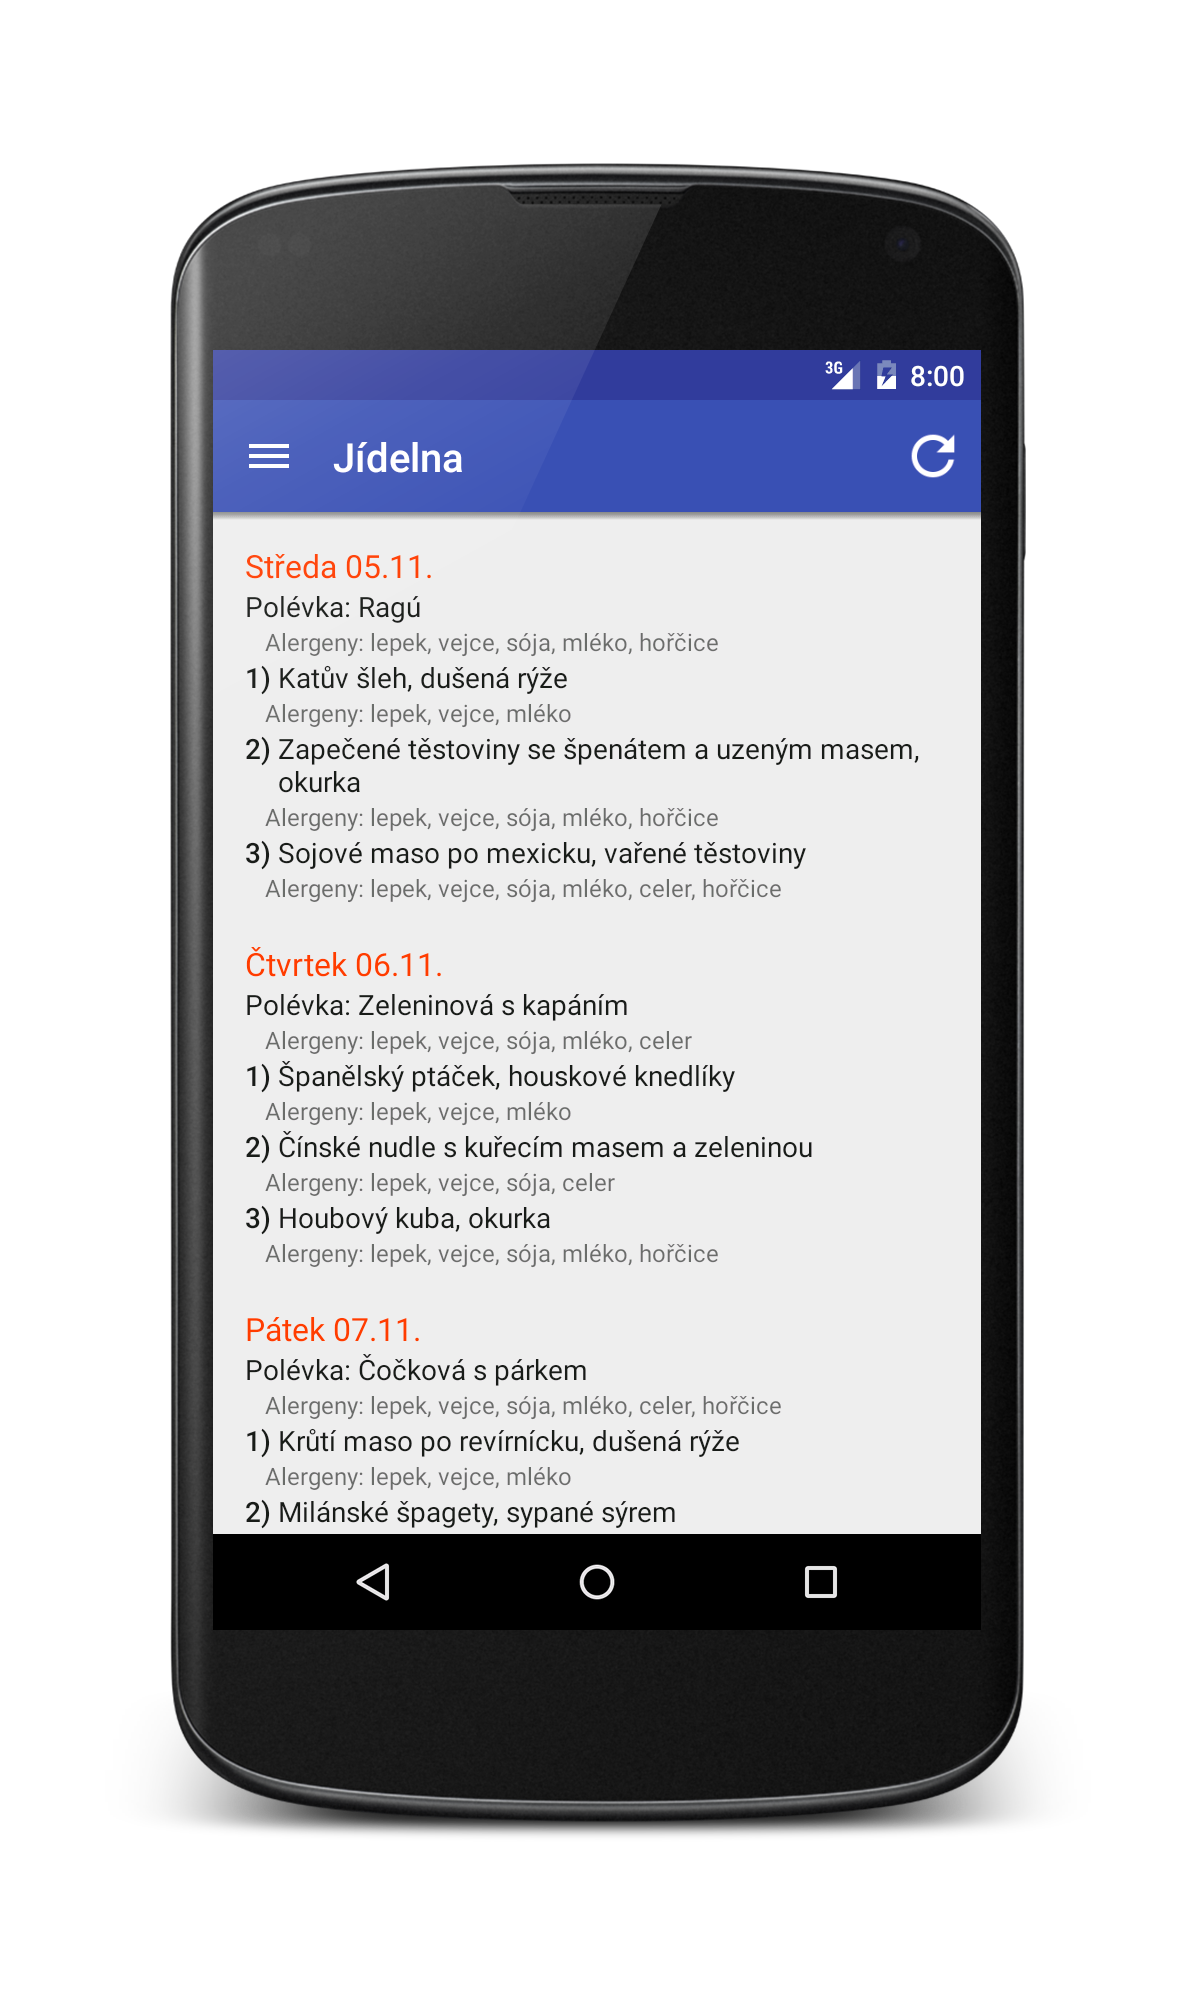 3G 8:00
Jídelna
Středa 05.11.
Polévka: Ragú
Alergeny: lepek, vejce, sója, mléko, hořčice
1) Katův šleh, dušená rýže
Alergeny: lepek, vejce, mléko
2) Zapečené těstoviny se špenátem a uzeným masem,
okurka
Alergeny: lepek, vejce, sója, mléko, hořčice
3) Sojové maso po mexicku, vařené těstoviny
Alergeny: lepek, vejce, sója, mléko, celer, hořčice
Čtvrtek 06.11.
Polévka: Zeleninová s kapáním
Alergeny: lepek, vejce, sója, mléko, celer
1) Španělský ptáček, houskové knedlíky
Alergeny: lepek, vejce, mléko
2) Čínské nudle s kuřecím masem a zeleninou
Alergeny: lepek, vejce, sója, celer
3) Houbový kuba, okurka
Alergeny: lepek, vejce, sója, mléko, hořčice
Pátek 07.11.
Polévka: Čočková s párkem
Alergeny: lepek, vejce, sója, mléko, celer, hořčice
1) Krůtí maso po revírnícku, dušená rýže
Alergeny: lepek, vejce, mléko
2) Milánské špagety, sypané sýrem